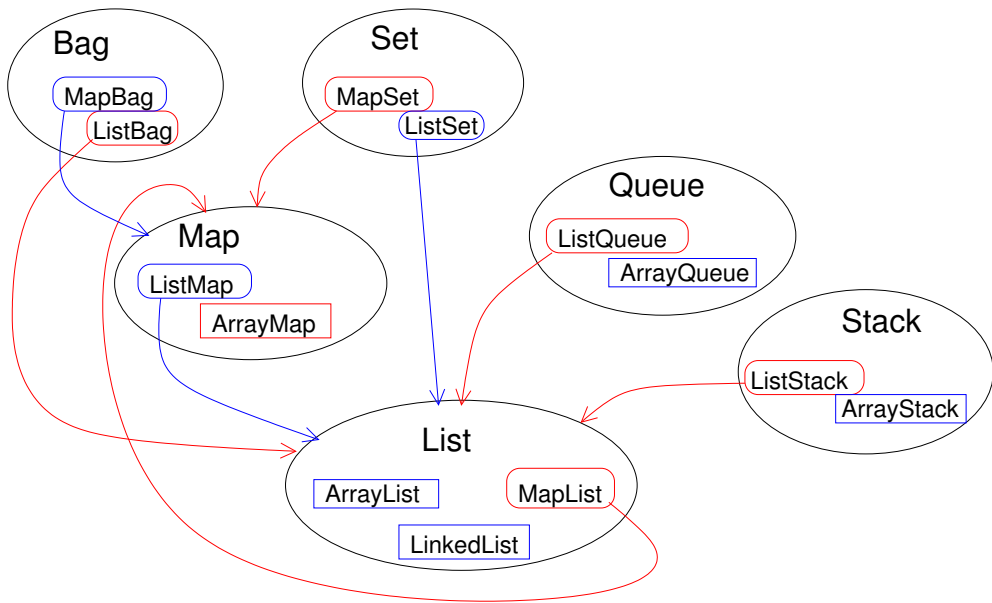 Bag
MapBag
ListBag
Set
MapSet
ListSet
Queue
ListQueue
ArrayQueue
Map
ListMap
ArrayMap
Stack
ListStack
ArrayStack
List
ArrayList
MapList
LinkedList